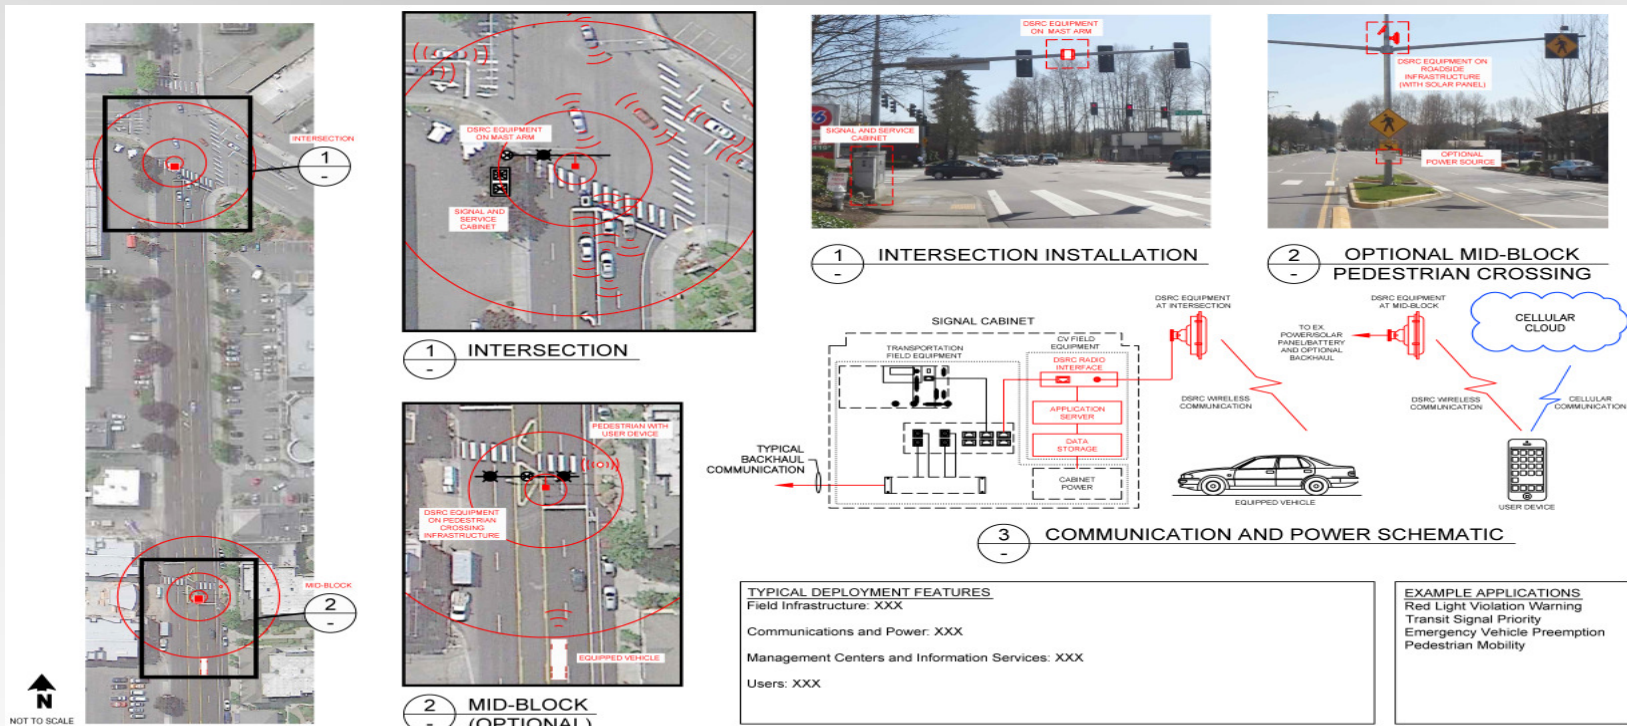 INTERSECTION
1
-
MID-BLOCK
2
-
N
NOT TO SCALE
DSRC EQUIPMENT
ON MAST ARM
SIGNAL AND
SERVICE
CABINET
1
-
INTERSECTION
PEDESTRIAN WITH
USER DEVICE
DSRC EQUIPMENT
ON PEDESTRIAN
CROSSING
INFRASTRUCTURE
EQUIPPED VEHICLE
2
-
MID-BLOCK
(OPTIONAL)
DSRC EQUIPMENT
ON MAST ARM
SIGNAL AND SERVICE
CABINET
76
1
-
INTERSECTION INSTALLATION
DSRC EQUIPMENT ON
ROADSIDE
INFRASTRUCTURE
(WITH SOLAR PANEL)
OPTIONAL
POWER SOURCE
2
-
OPTIONAL MID-BLOCK
PEDESTRIAN CROSSING
SIGNAL CABINET
TRANSPORTATION
FIELD EQUIPMENT
CV FIELD
EQUIPMENT
DSRC RADIO
INTERFACE
APPLICATION
SERVER
DATA
STORAGE
CABINET
POWER
TYPICAL
BACKHAUL
COMMUNICATION
DSRC EQUIPMENT
AT INTERSECTION
DSRC WIRELESS
COMMUNICATION
EQUIPPED VEHICLE
TO EX.
POWER/SOLAR
PANEL/BATTERY
AND OPTIONAL
BACKHAUL
DSRC EQUIPMENT
AT MID-BLOCK
DSRC WIRELESS
COMMUNICATION
CELLULAR
CLOUD
CELLULAR
COMMUNICATION
USER DEVICE
3
-
COMMUNICATION AND POWER SCHEMATIC
TYPICAL DEPLOYMENT FEATURES
Field Infrastructure: XXX
Communications and Power: XXX
Management Centers and Information Services: XXX
Users: XXX
EXAMPLE APPLICATIONS
Red Light Violation Warning
Transit Signal Priority
Emergency Vehicle Preemption
Pedestrian Mobility